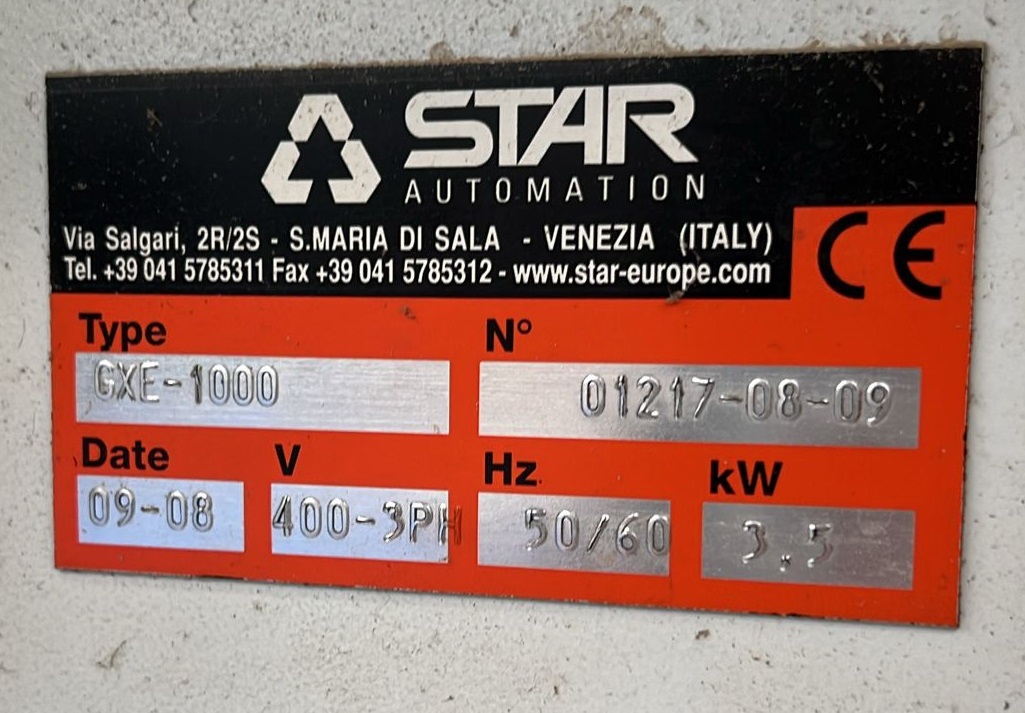 STAR
AUTOMATION
Via Salgari, 2R/2S - S.MARIA DI SALA - VENEZIA (ITALY)
Tel. +39 041 5785311 Fax +39 041 5785312 - www.star-europe.com
CE
Type N°
GXE-1000 01217-08-09
Date V Hz kW
09-08 400-3PH 50/60 3.5